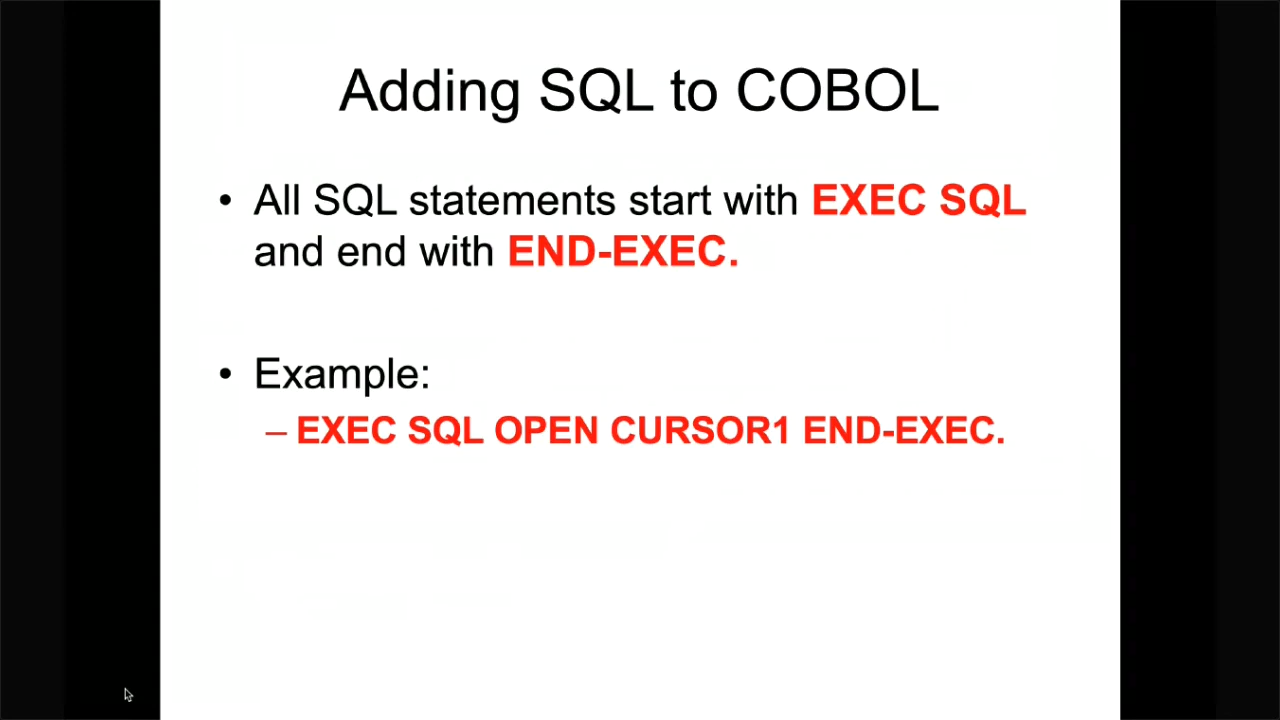 Adding SQL to COBOL
• All SQL statements start with EXEC SQL
and end with END-EXEC.
• Example:
– EXEC SQL OPEN CURSOR1 END-EXEC.